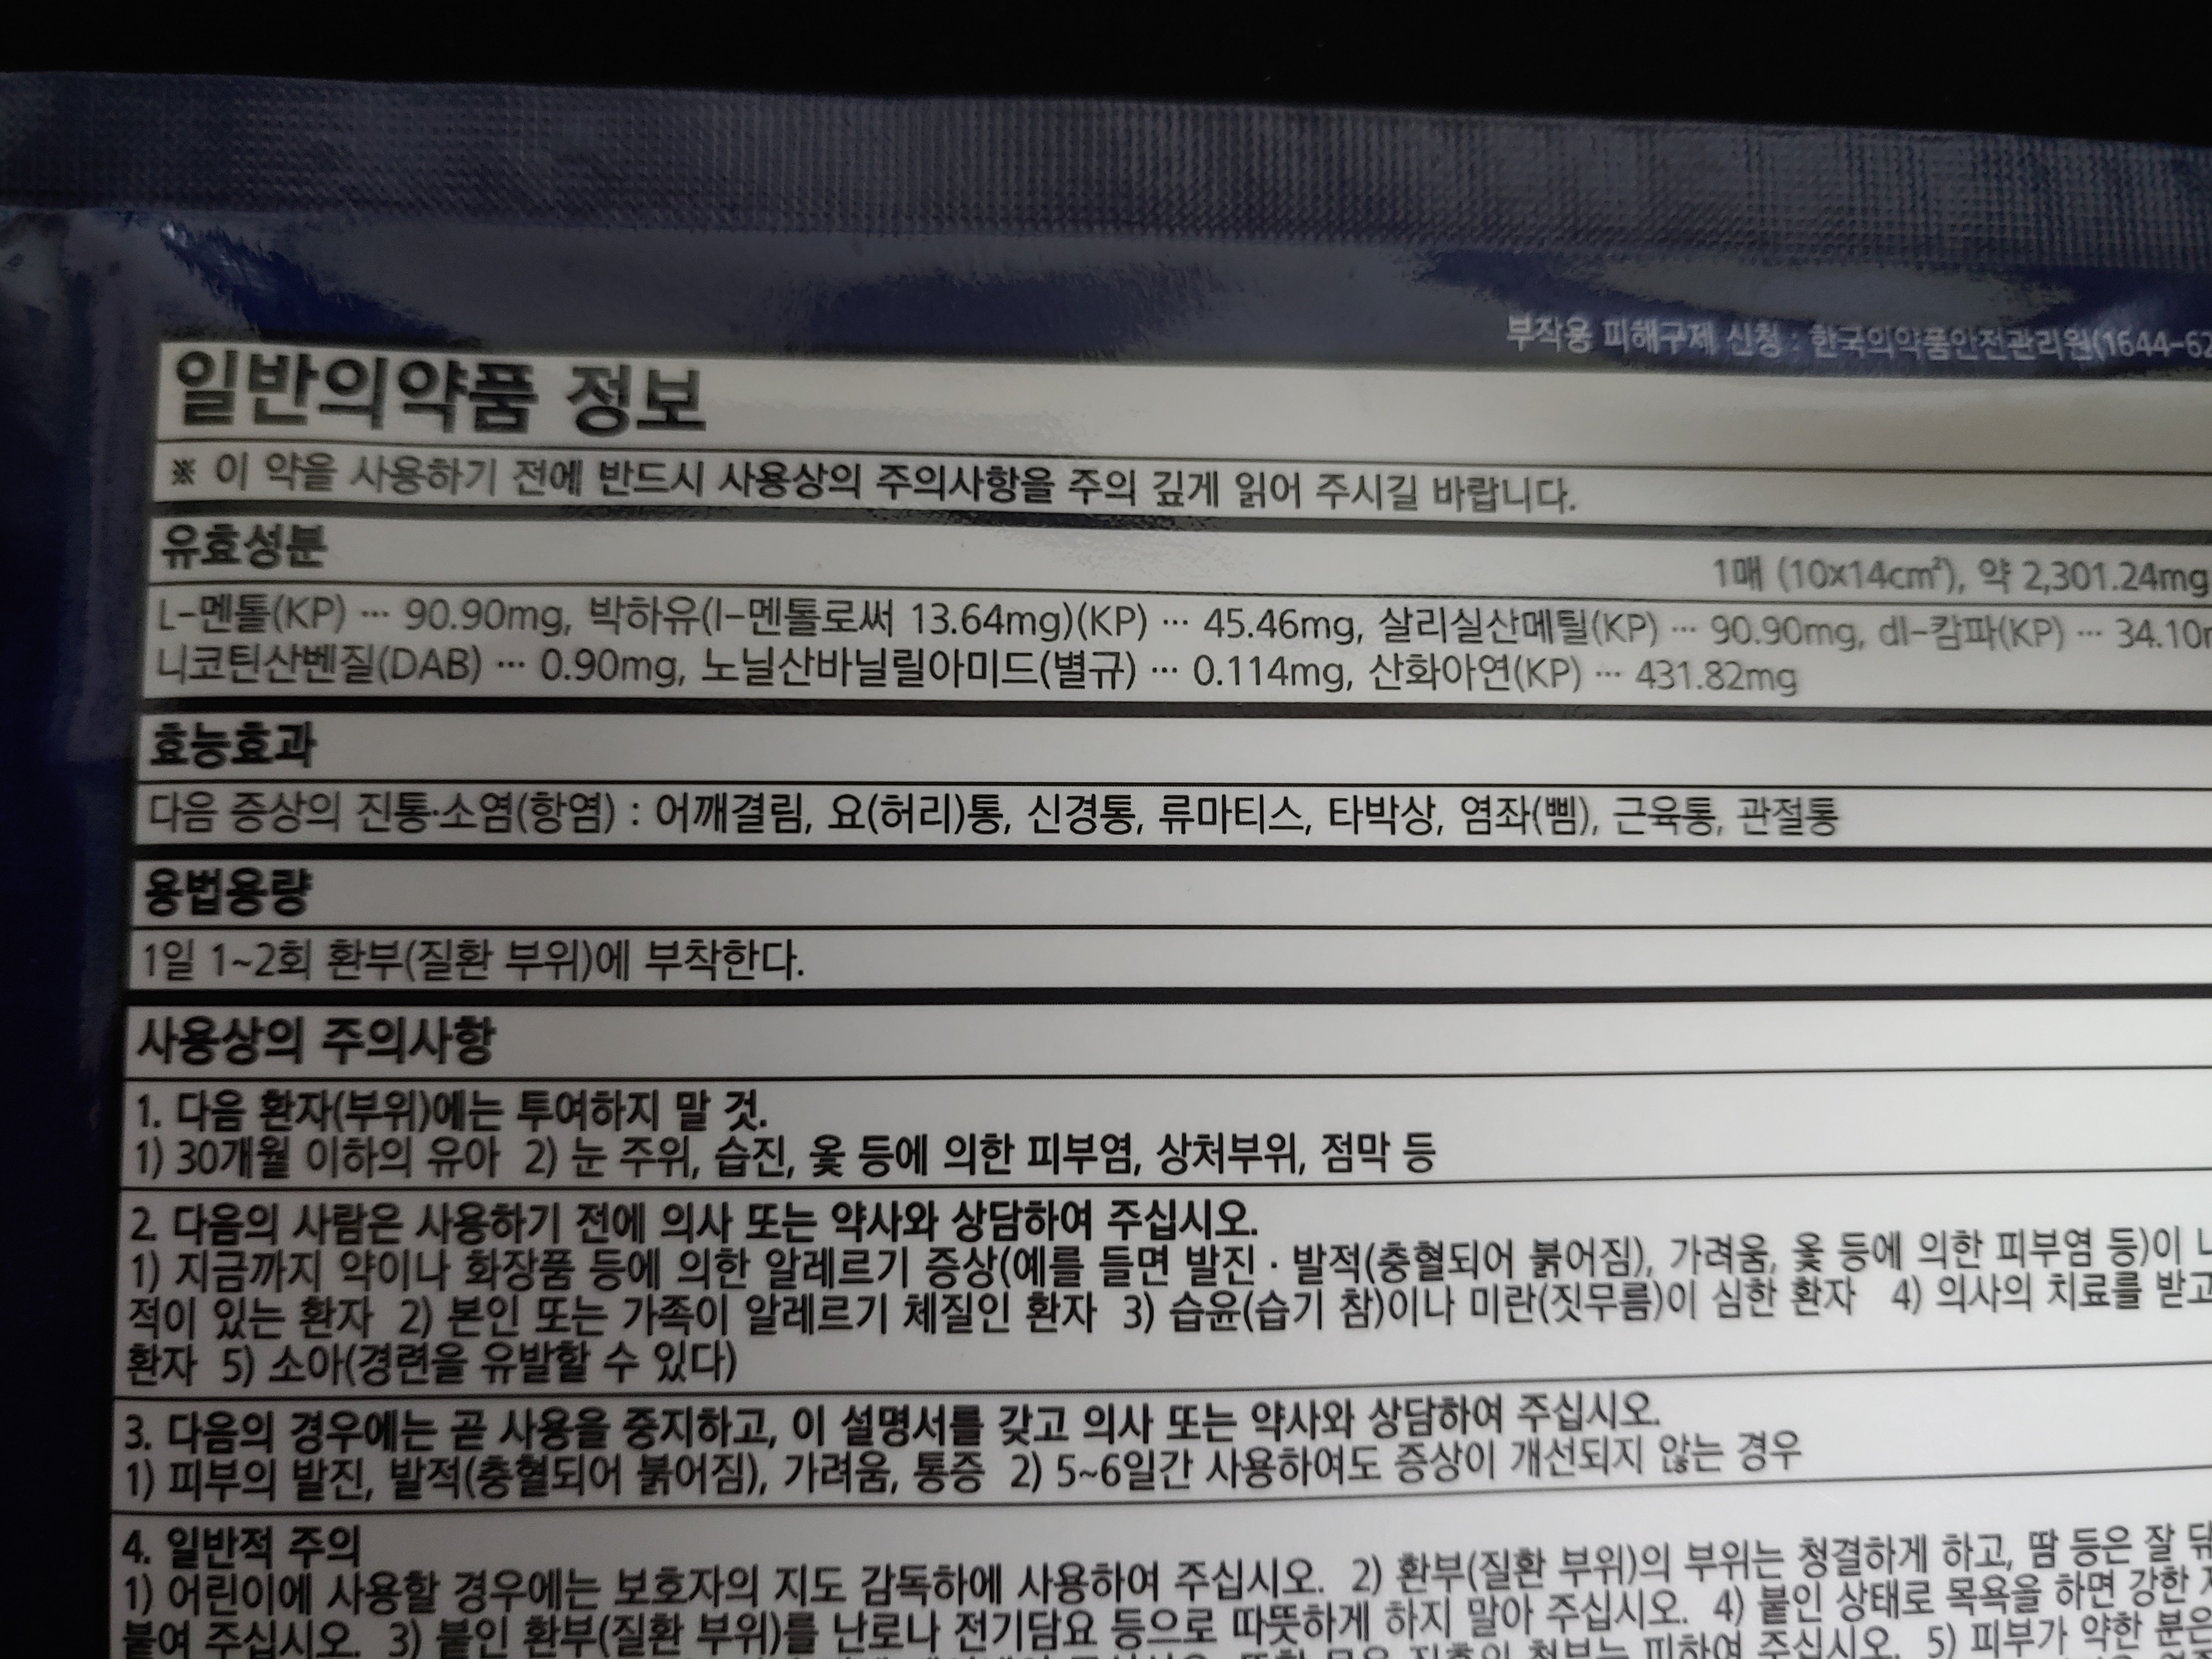 부작용 피해구제 신청 : 한국의약품안전관리원(1644-62
일반의약품 정보
※ 이 약을 사용하기 전에 반드시 사용상의 주의사항을 주의 깊게 읽어 주시길 바랍니다.
유효성분
1매 (10x14cm²), 약 2,301.24mg
L-멘톨(KP) ··· 90.90mg, 박하유(l-멘톨로써 13.64mg)(KP) ··· 45.46mg, 살리실산메틸(KP) ··· 90.90mg, dl-캄파(KP) ··· 34.10
니코틴산벤질(DAB) ··· 0.90mg, 노닐산바닐릴아미드(별규) ··· 0.114mg, 산화아연(KP) ··· 431.82mg
효능효과
다음 증상의 진통·소염(항염) : 어깨결림, 요(허리)통, 신경통, 류마티스, 타박상, 염좌(삠), 근육통, 관절통
용법용량
1일 1~2회 환부(질환 부위)에 부착한다.
사용상의 주의사항
1. 다음 환자(부위)에는 투여하지 말 것.
1) 30개월 이하의 유아 2) 눈 주위, 습진, 옻 등에 의한 피부염, 상처부위, 점막 등
2. 다음의 사람은 사용하기 전에 의사 또는 약사와 상담하여 주십시오.
1) 지금까지 약이나 화장품 등에 의한 알레르기 증상(예를 들면 발진 · 발적(충혈되어 붉어짐), 가려움, 옻 등에 의한 피부염 등)이
적이 있는 환자 2) 본인 또는 가족이 알레르기 체질인 환자 3) 습윤(습기 참)이나 미란(짓무름)이 심한 환자 4) 의사의 치료를 받고
환자 5) 소아(경련을 유발할 수 있다)
3. 다음의 경우에는 곧 사용을 중지하고, 이 설명서를 갖고 의사 또는 약사와 상담하여 주십시오.
1) 피부의 발진, 발적(충혈되어 붉어짐), 가려움, 통증 2) 5~6일간 사용하여도 증상이 개선되지 않는 경우
4. 일반적 주의
1) 어린이에 사용할 경우에는 보호자의 지도 감독하에 사용하여 주십시오. 2) 환부(질환 부위)의 부위는 청결하게 하고, 땀 등은 잘
붙여 주십시오. 3) 붙인 환부(질환 부위)를 난로나 전기담요 등으로 따뜻하게 하지 말아 주십시오. 4) 붙인 상태로 목욕을 하면 강한
피하여 주십시오. 5) 피부가 약한 분은